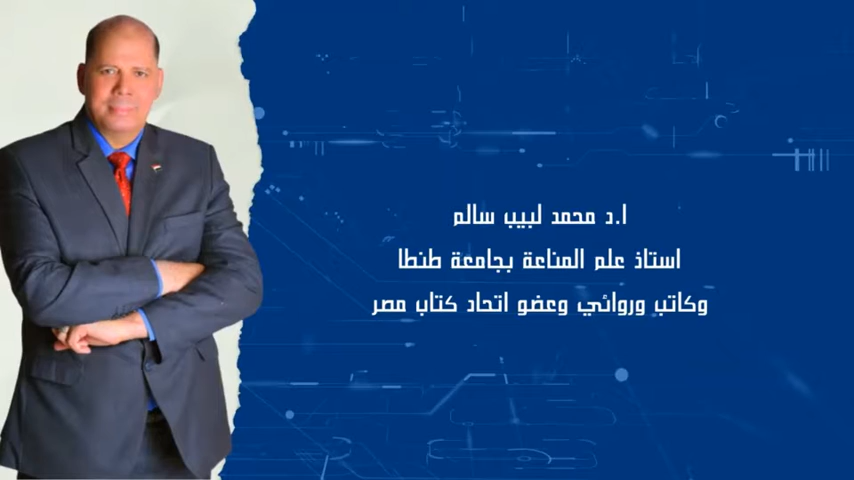 ا.د محمد لبيب سالم
استاذ علم المناعة بجامعة طنطا
وكاتب وروائي وعضو اتحاد كتاب مصر